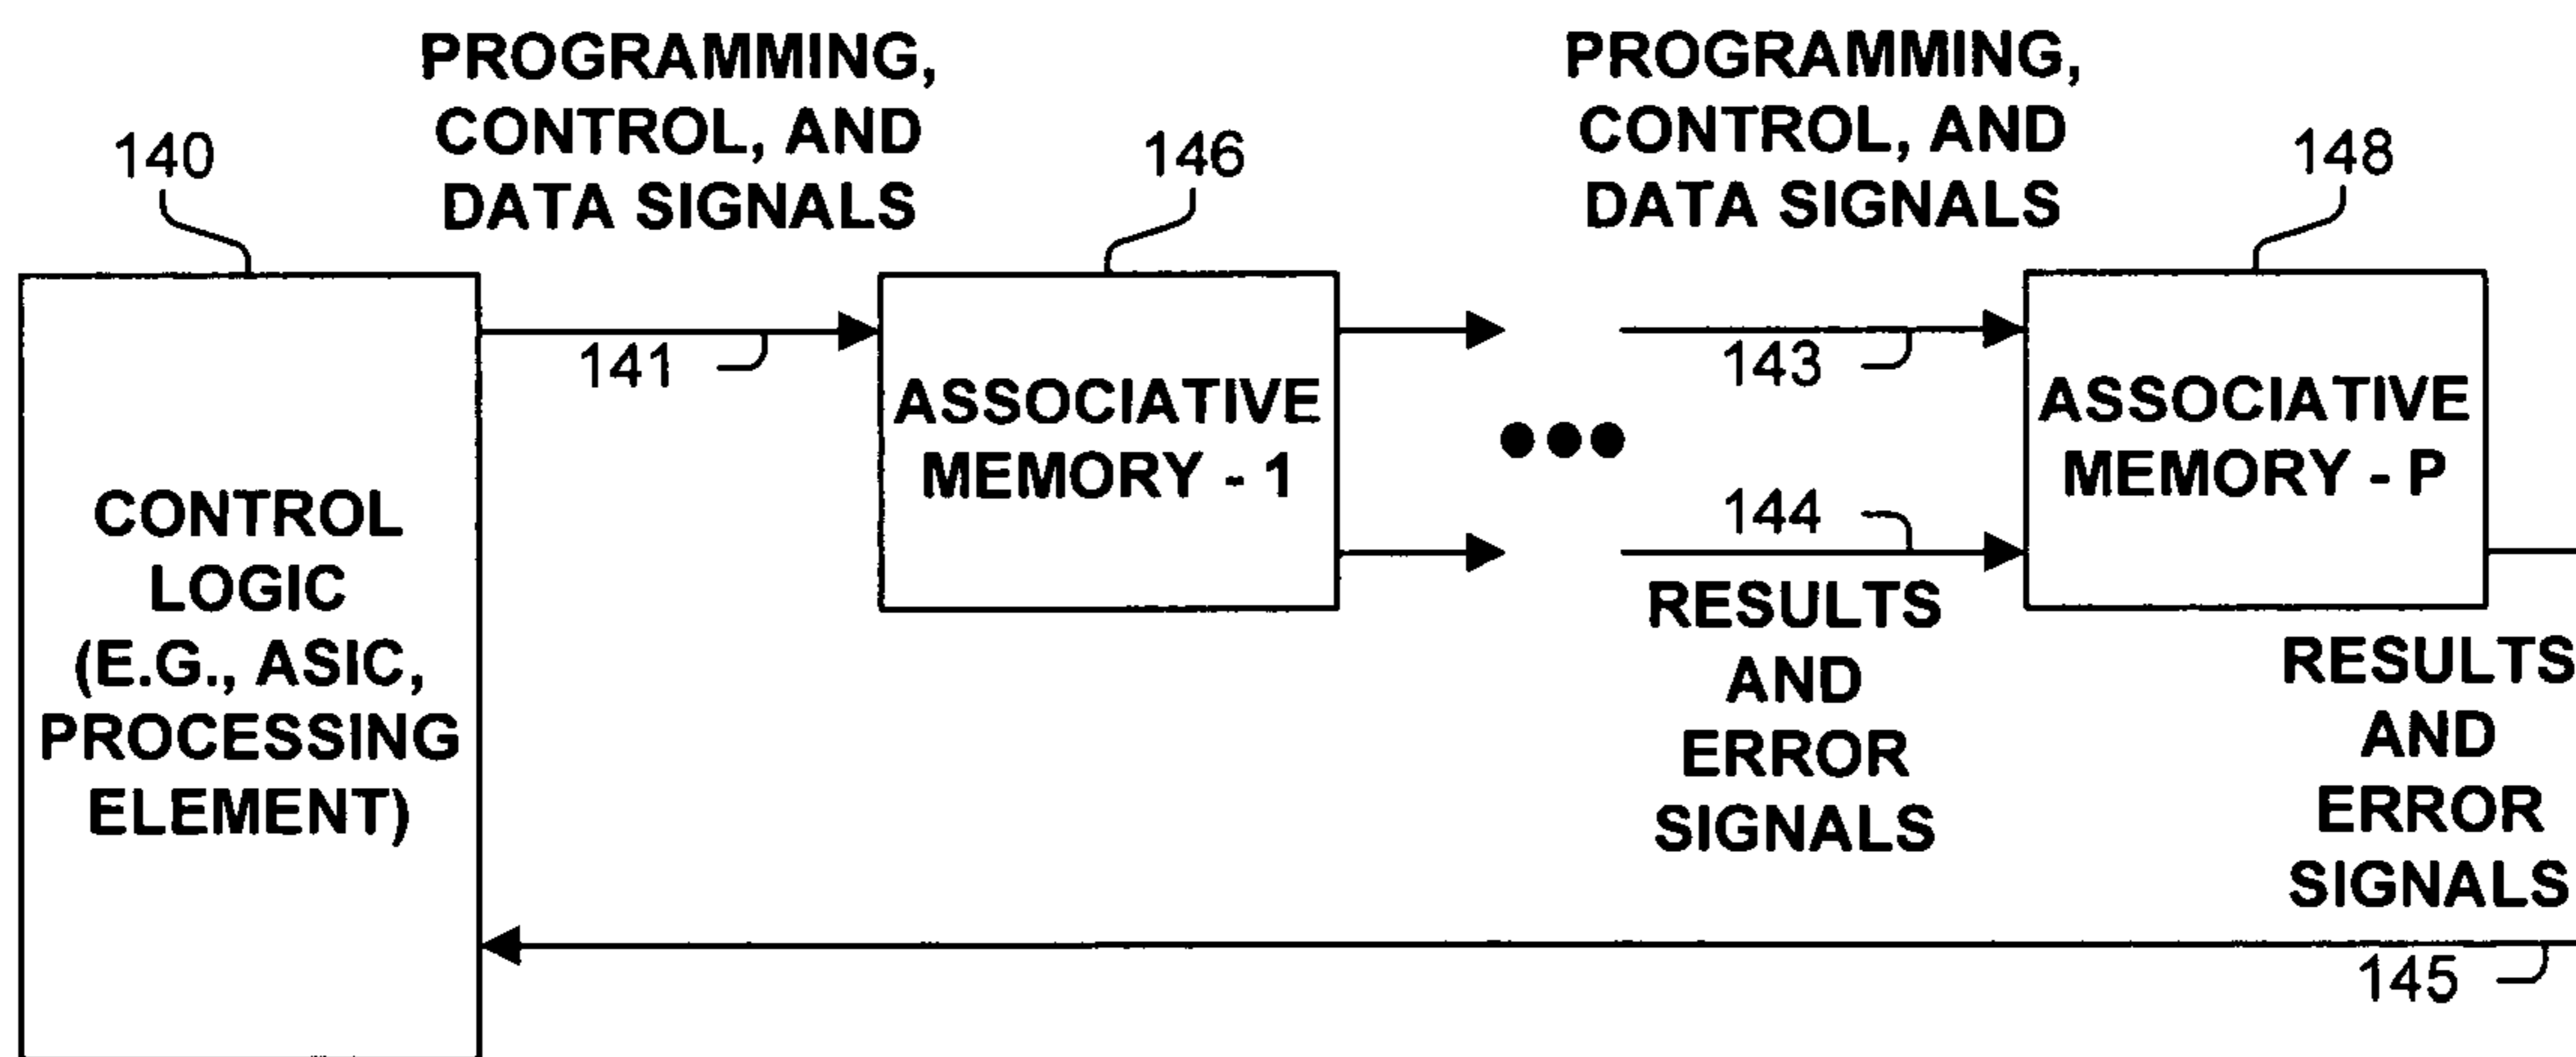 PROGRAMMING,
CONTROL, AND
DATA SIGNALS
PROGRAMMING,
CONTROL, AND
DATA SIGNALS
140
146
148
141
143
ASSOCIATIVE
MEMORY - 1
ASSOCIATIVE
MEMORY - P
144
CONTROL
LOGIC
(E.G., ASIC,
PROCESSING
ELEMENT)
RESULTS
AND
ERROR
SIGNALS
RESULTS
AND
ERROR
SIGNALS
145